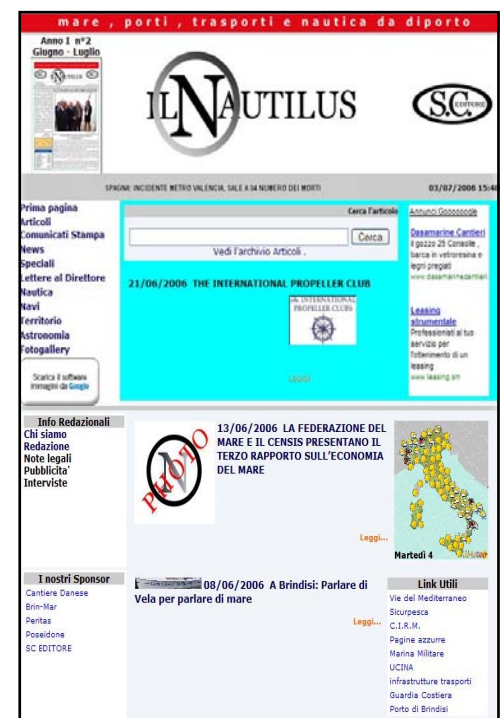 mare , porti , trasporti e nautica da diporto
Anno I n°2
Giugno - Luglio
IL NAUTILUS
S.C. EDITORE
SPAGNA: INCIDENTE METRO VALENCIA, SALE A 34 NUMERO DEI MORTI
03/07/2006 15:40
Prima pagina
Articoli
Comunicati Stampa
News
Speciali
Lettere al Direttore
Nautica
Navi
Territorio
Astronomia
Fotogallery
Scarica il software
immagini da Google
Cerca l'articolo
Cerca
Vedi l'archivio Articoli .
21/06/2006 THE INTERNATIONAL PROPELLER CLUB
the INTERNATIONAL
PROPELLER CLUBS
LEGGI
Annunci Goooooogle
Dasamarine Cantieri
Il gozzo 25 Consolle ,
barca in vetroresina e
legni pregiati
www.dasamarinecantieri
Leasing
strumentale
Professionisti al tuo
servizio per
l'ottenimento di un
leasing
www.leasing.sm
Info Redazionali
Chi siamo
Redazione
Note legali
Pubblicita'
Interviste
PHOTO
13/06/2006 LA FEDERAZIONE DEL
MARE E IL CENSIS PRESENTANO IL
TERZO RAPPORTO SULL'ECONOMIA
DEL MARE
Leggi...
Martedì 4
I nostri Sponsor
Cantiere Danese
Brin-Mar
Peritas
Poseidone
SC EDITORE
08/06/2006 A Brindisi: Parlare di
Vela per parlare di mare
Leggi...
Link Utili
Vie del Mediterraneo
Sicurpesca
C.I.R.M.
Pagine azzurre
Marina Militare
UCINA
infrastrutture trasporti
Guardia Costiera
Porto di Brindisi